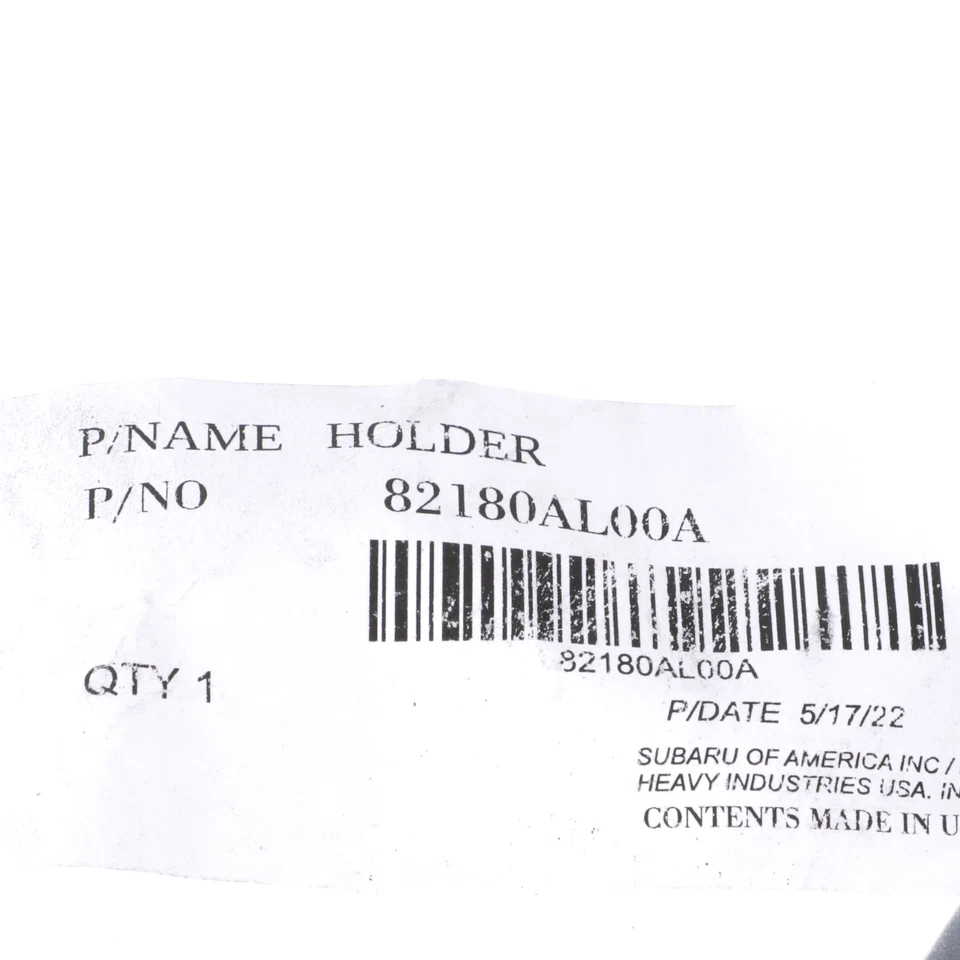 P/NAME HOLDER
P/NO 82180AL00A
82180AL00A
QTY 1
P/DATE 5/17/22
SUBARU OF AMERICA INC /
HEAVY INDUSTRIES USA. IN
CONTENTS MADE IN U